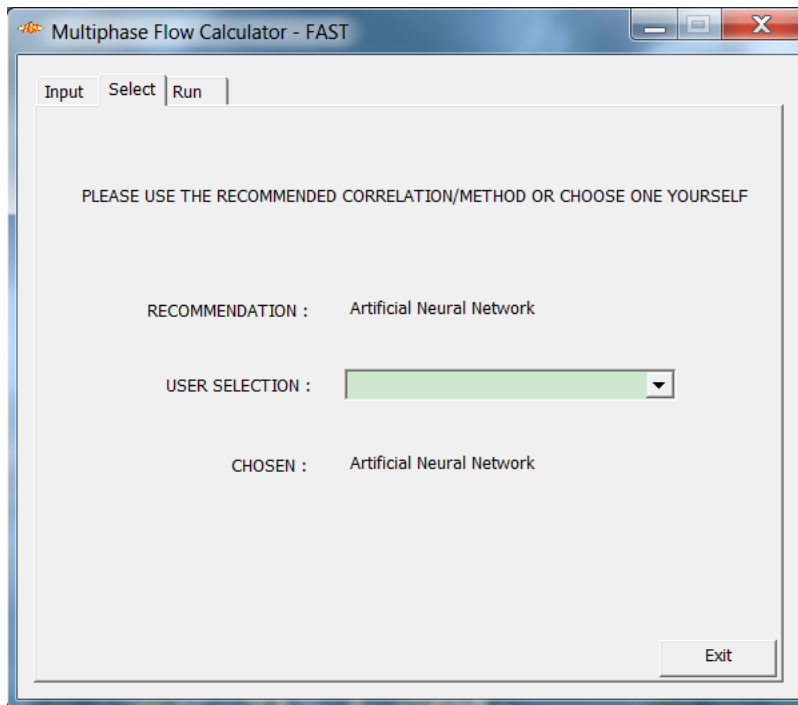 Multiphase Flow Calculator - FAST
Input Select Run
PLEASE USE THE RECOMMENDED CORRELATION/METHOD OR CHOOSE ONE YOURSELF
RECOMMENDATION : Artificial Neural Network
USER SELECTION :
CHOSEN : Artificial Neural Network
Exit